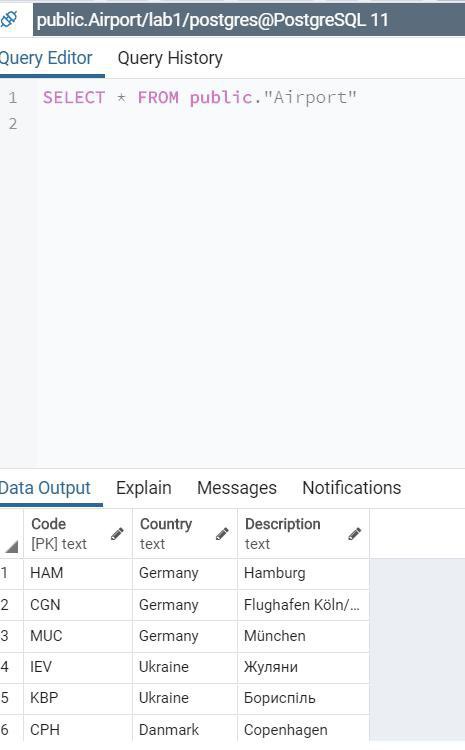 public.Airport/lab1/postgres@PostgreSQL 11
Query Editor Query History
1 SELECT * FROM public."Airport"
2
Data Output Explain Messages Notifications
Code Country Description
[PK] text text text
1 HAM Germany Hamburg
2 CGN Germany Flughafen Köln/...
3 MUC Germany München
4 IEV Ukraine Жуляни
5 KBP Ukraine Бориспіль
6 CPH Danmark Copenhagen